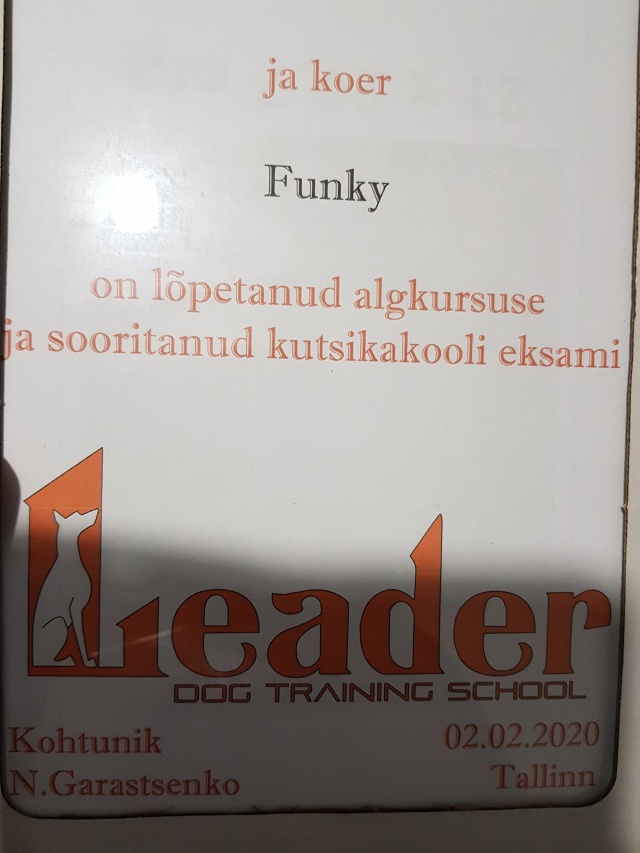 ja koer
Funky
on lõpetanud algkursuse
ja sooritanud kutsikakooli eksami
Leader
DOG TRAINING SCHOOL
Kohtunik
N.Garastsenko
02.02.2020
Tallinn